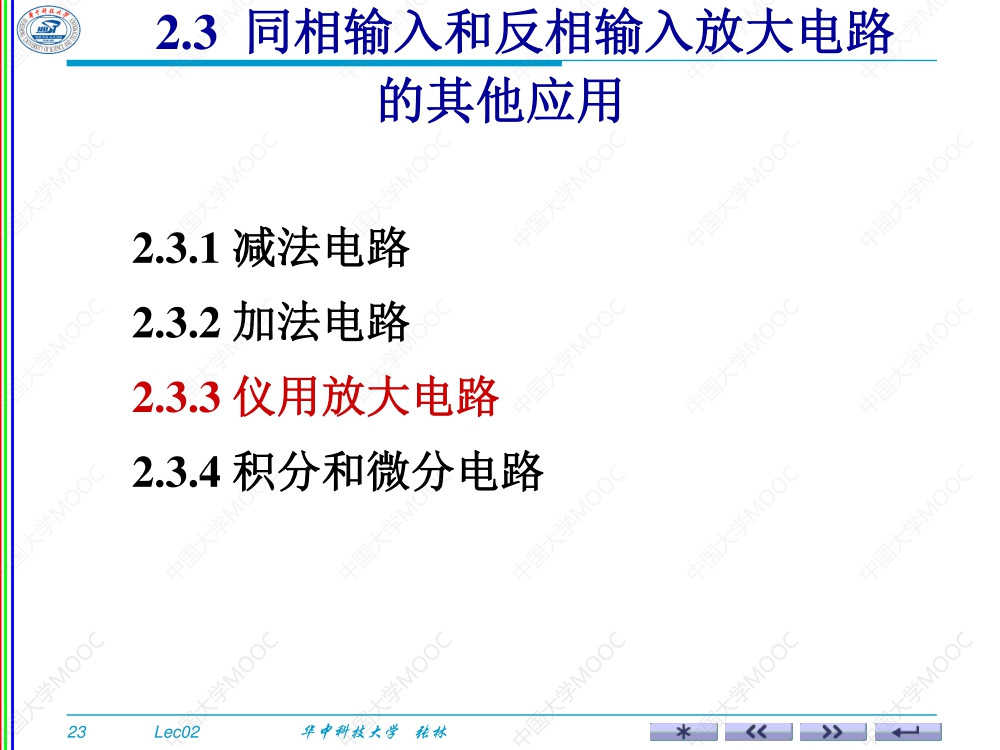 2.3 同相输入和反相输入放大电路
的其他应用
2.3.1 减法电路
2.3.2 加法电路
2.3.3 仪用放大电路
2.3.4 积分和微分电路
23 Lec02 华中科技大学 张林
中国大学MOOC